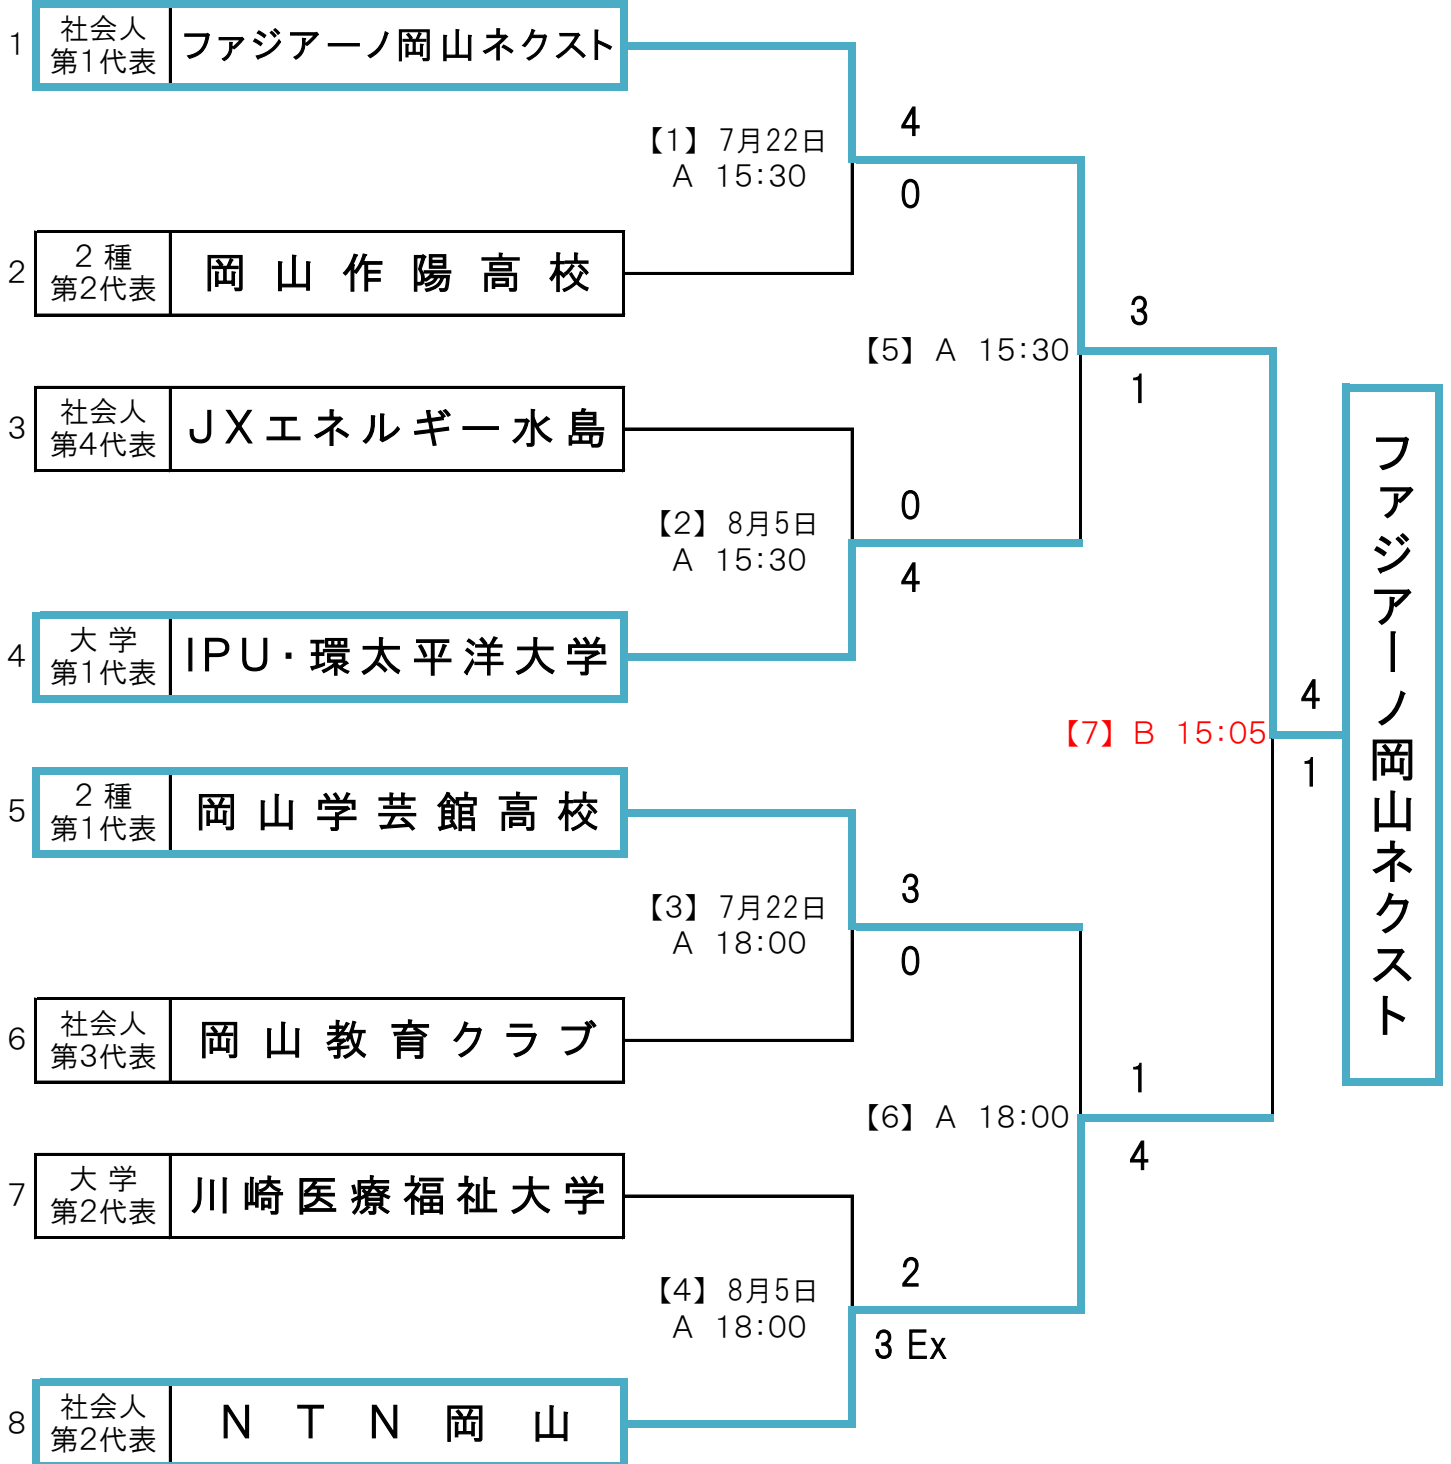 1
社会人
第1代表
ファジアーノ岡山ネクスト
【1】 7月22日
A 15:30
4
0
2
2 種
第2代表
岡 山 作 陽 高 校
【5】 A 15:30
3
1
3
社会人
第4代表
JXエネルギー水島
【2】 8月5日
A 15:30
0
4
4
大 学
第1代表
IPU・環太平洋大学
【7】 B 15:05
4
1
ファジアーノ岡山ネクスト
5
2 種
第1代表
岡 山 学 芸 館 高 校
【3】 7月22日
A 18:00
3
0
6
社会人
第3代表
岡 山 教 育 クラブ
【6】 A 18:00
1
4
7
大 学
第2代表
川崎医療福祉大学
【4】 8月5日
A 18:00
2
3 Ex
8
社会人
第2代表
N T N 岡 山